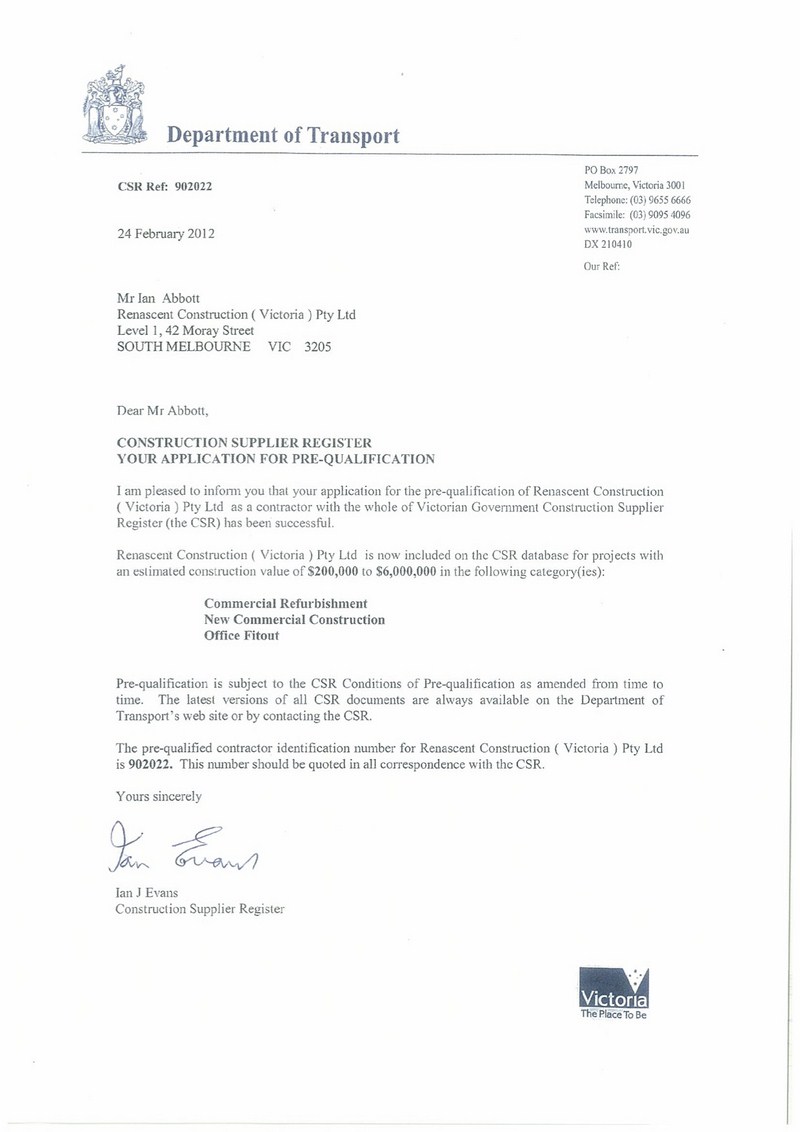 Department of Transport
CSR Ref: 902022
PO Box 2797
Melbourne, Victoria 3001
Telephone: (03) 9655 6666
Facsimile: (03) 9095 4096
www.transport.vic.gov.au
DX 210410
Our Ref:
24 February 2012
Mr Ian Abbott
Renascent Construction ( Victoria ) Pty Ltd
Level 1, 42 Moray Street
SOUTH MELBOURNE VIC 3205
Dear Mr Abbott,
CONSTRUCTION SUPPLIER REGISTER
YOUR APPLICATION FOR PRE-QUALIFICATION
I am pleased to inform you that your application for the pre-qualification of Renascent Construction
( Victoria ) Pty Ltd as a contractor with the whole of Victorian Government Construction Supplier
Register (the CSR) has been successful.
Renascent Construction ( Victoria ) Pty Ltd is now included on the CSR database for projects with
an estimated construction value of $200,000 to $6,000,000 in the following category(ies):
Commercial Refurbishment
New Commercial Construction
Office Fitout
Pre-qualification is subject to the CSR Conditions of Pre-qualification as amended from time to
time. The latest versions of all CSR documents are always available on the Department of
Transport's web site or by contacting the CSR.
The pre-qualified contractor identification number for Renascent Construction ( Victoria ) Pty Ltd
is 902022. This number should be quoted in all correspondence with the CSR.
Yours sincerely
Ian Evans
Ian J Evans
Construction Supplier Register
Victoria
The Place To Be